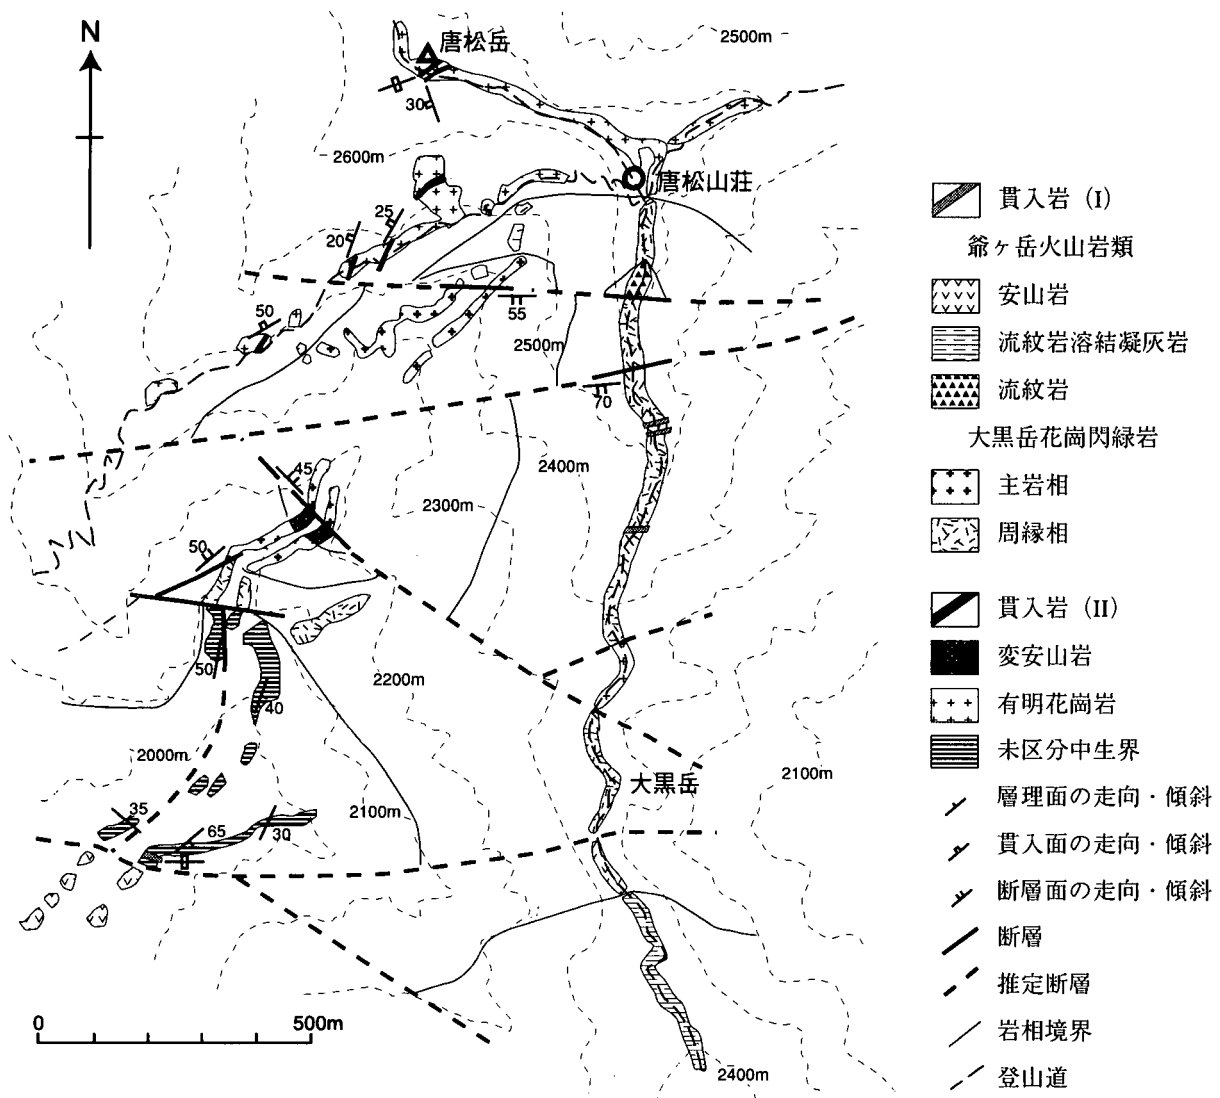 N
唐松岳
2500m
30
2600m
唐松山荘
25
20
50
55
2500m
70
2400m
45
2300m
50
50
40
2200m
2000m
大黒岳
2100m
35
65
30
2100m
0
500m
2400m
貫入岩 (I)
爺ヶ岳火山岩類
安山岩
流紋岩溶結凝灰岩
流紋岩
大黒岳花崗閃緑岩
主岩相
周縁相
貫入岩 (II)
変安山岩
有明花崗岩
未区分中生界
層理面の走向・傾斜
貫入面の走向・傾斜
断層面の走向・傾斜
断層
推定断層
岩相境界
登山道